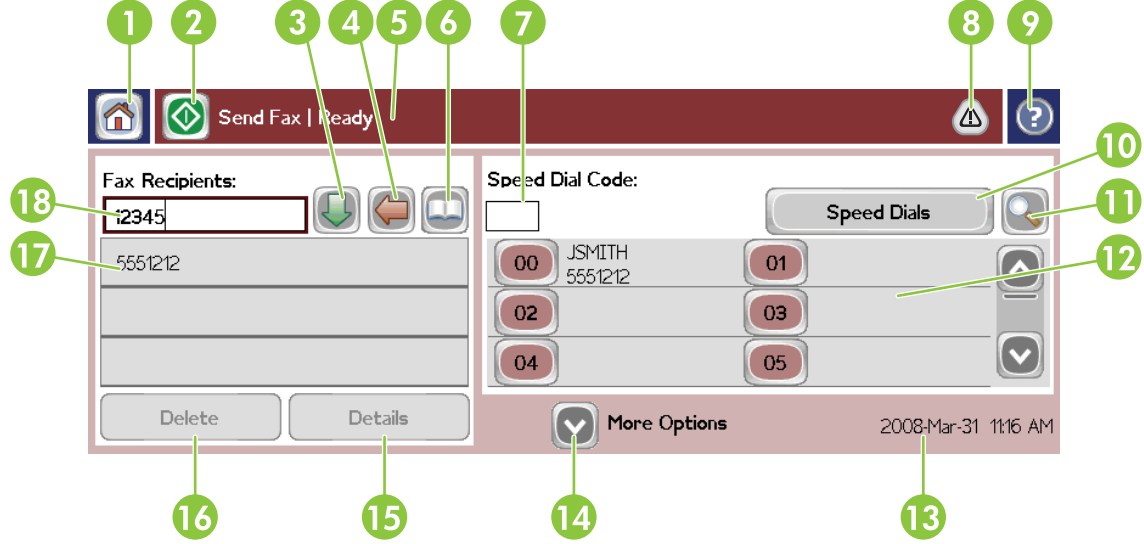 1 2 3 4 5 6 7 8 9
Send Fax | Ready
?
10
Fax Recipients:
Speed Dial Code:
18
12345
Speed Dials
11
17
5551212
00 JSMITH 01
5551212
12
02 03
04 05
Delete Details
More Options
2008-Mar-31 11:16 AM
16 15 14 13